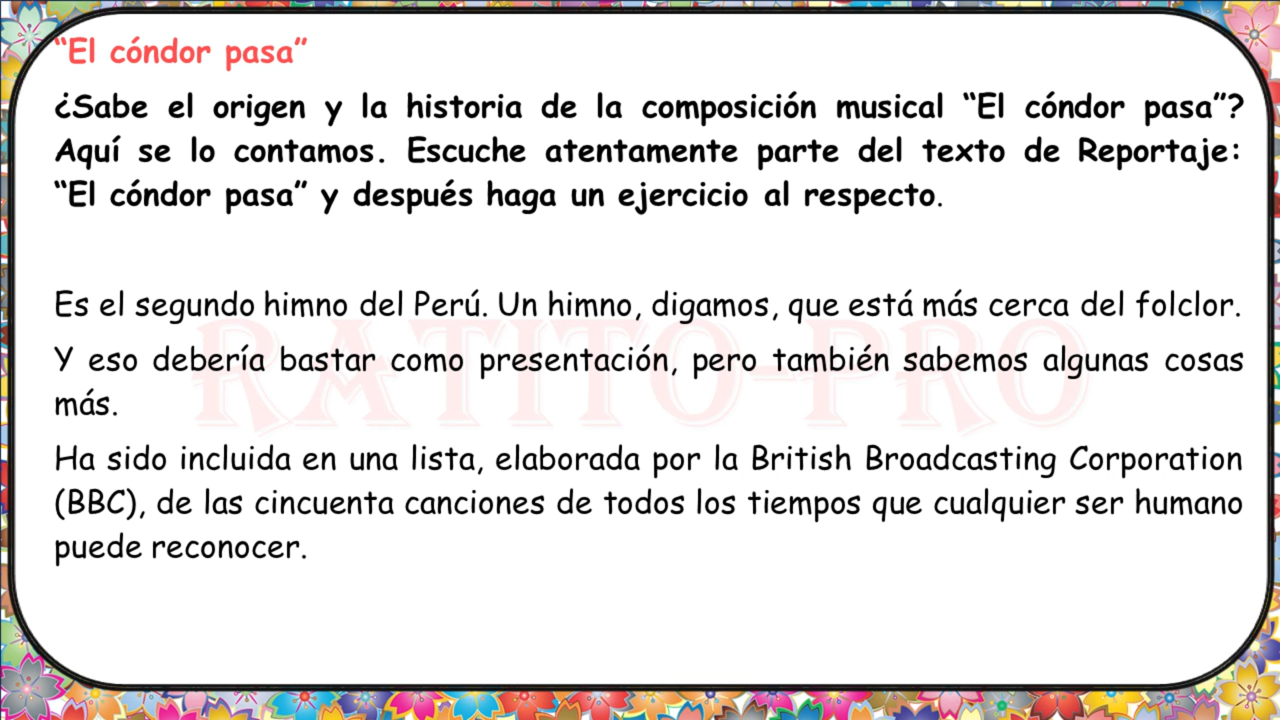 “El cóndor pasa”
¿Sabe el origen y la historia de la composición musical “El cóndor pasa”?
Aquí se lo contamos. Escuche atentamente parte del texto de Reportaje:
“El cóndor pasa” y después haga un ejercicio al respecto.
Es el segundo himno del Perú. Un himno, digamos, que está más cerca del folclor.
RATITO-PRO
Y eso debería bastar como presentación, pero también sabemos algunas cosas
más.
Ha sido incluida en una lista, elaborada por la British Broadcasting Corporation
(BBC), de las cincuenta canciones de todos los tiempos que cualquier ser humano
puede reconocer.